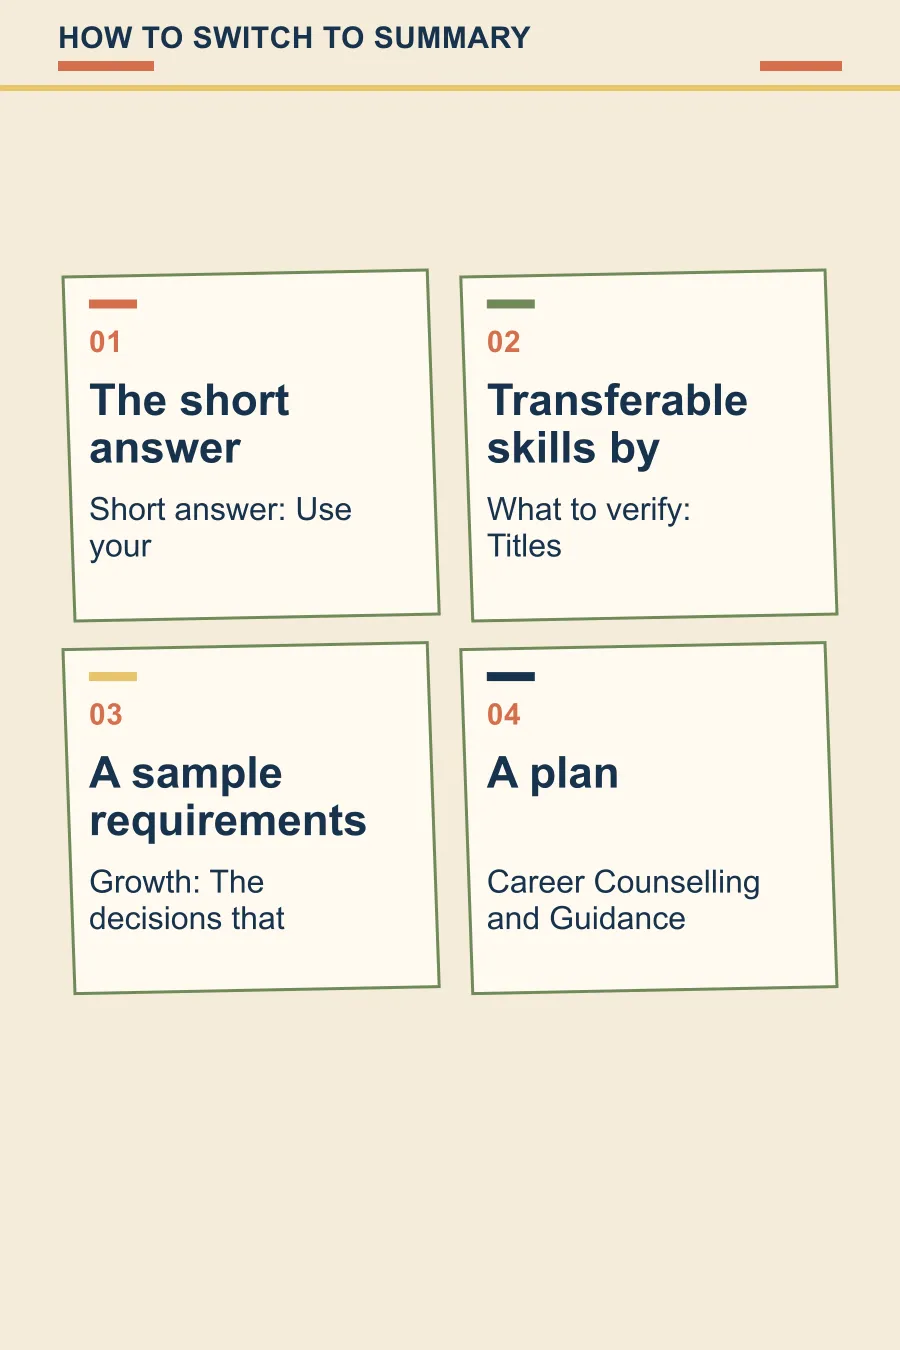 HOW TO SWITCH TO SUMMARY
01
The short
answer
Short answer: Use
your
02
Transferable
skills by
What to verify:
Titles
03
A sample
requirements
Growth: The
decisions that
04
A plan
Career Counselling
and Guidance